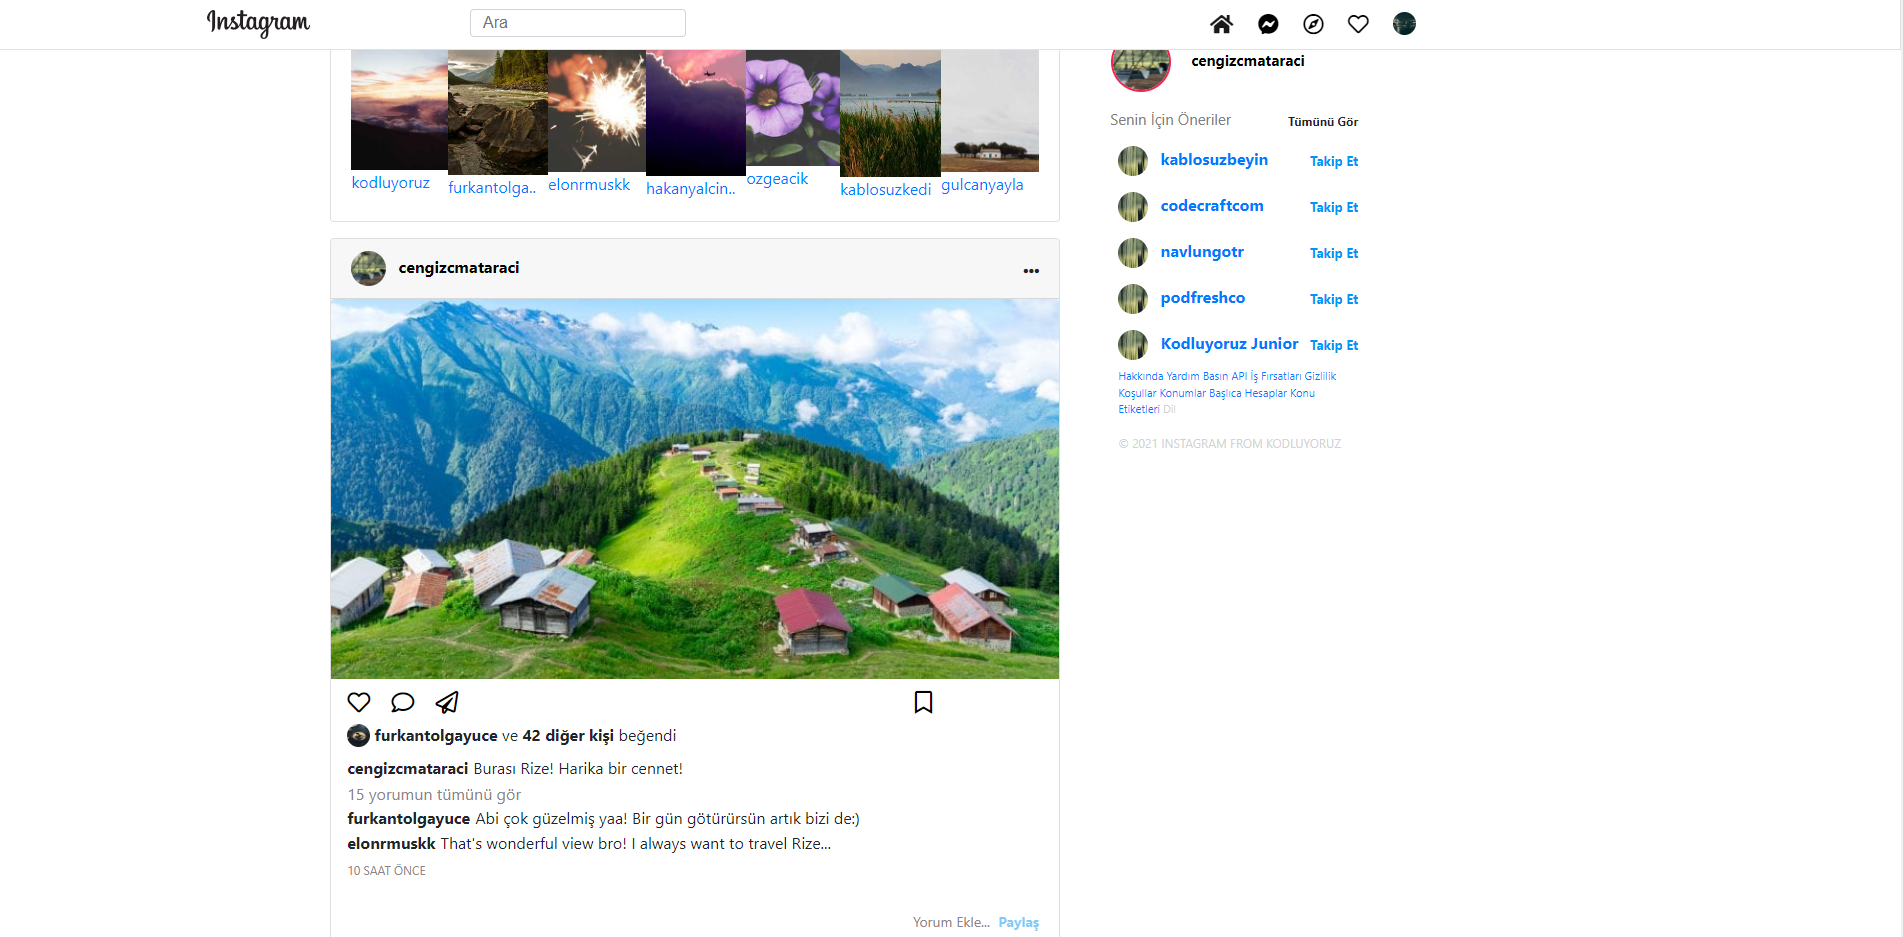 Instagram
Ara
cengizcmataraci
kodluyoruz
furkantolga..
elonrmuskk
hakanyalcin..
ozgeacik
kablosuzkedi
gulcanyayla
Senin İçin Öneriler
Tümünü Gör
kablosuzbeyin
Takip Et
codecraftcom
Takip Et
navlungotr
Takip Et
podfreshco
Takip Et
Kodluyoruz Junior
Takip Et
Hakkında Yardım Basın API İş Fırsatları Gizlilik
Koşullar Konumlar Başlıca Hesaplar Konu
Etiketleri Dil
© 2021 INSTAGRAM FROM KODLUYORUZ
cengizcmataraci
furkantolgayuce ve 42 diğer kişi beğendi
cengizcmataraci Burası Rize! Harika bir cennet!
15 yorumun tümünü gör
furkantolgayuce Abi çok güzelmiş yaa! Bir gün götürürsün artık bizi de:)
elonrmuskk That's wonderful view bro! I always want to travel Rize...
10 SAAT ÖNCE
Yorum Ekle... Paylaş